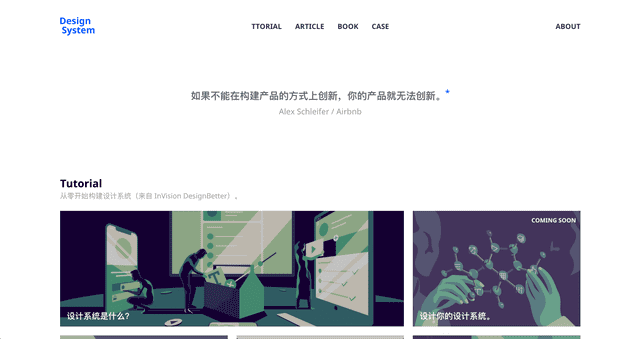 Design
System
TTORIAL ARTICLE BOOK CASE ABOUT
如果不能在构建产品的方式上创新，你的产品就无法创新。
Alex Schleifer / Airbnb
Tutorial
从零开始构建设计系统（来自 InVision DesignBetter）。
COMING SOON
设计系统是什么?
设计你的设计系统。